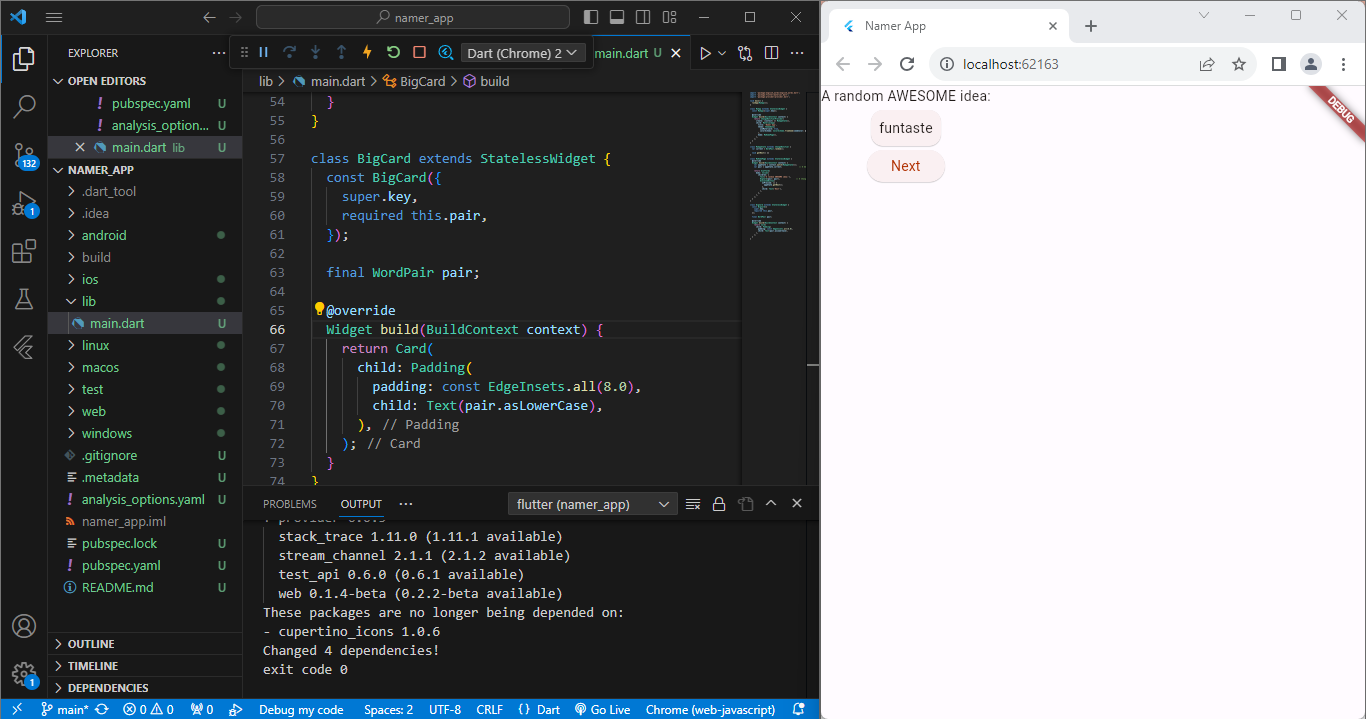 namer_app
EXPLORER
OPEN EDITORS
! pubspec.yaml U
! analysis_option... U
main.dart lib U
NAMER_APP
.dart_tool
.idea
android
build
ios
lib
main.dart U
linux
macos
test
web
windows
.gitignore U
.metadata U
! analysis_options.yaml U
namer_app.iml
pubspec.lock U
! pubspec.yaml U
README.md U
OUTLINE
TIMELINE
DEPENDENCIES
132
1
1
Dart (Chrome) 2
main.dart U
lib > main.dart > BigCard > build
54 }
55 }
56
57 class BigCard extends StatelessWidget {
58 const BigCard({
59 super.key,
60 required this.pair,
61 });
62
63 final WordPair pair;
64
65 @override
66 Widget build(BuildContext context) {
67 return Card(
68 child: Padding(
69 padding: const EdgeInsets.all(8.0),
70 child: Text(pair.asLowerCase),
71 ), // Padding
72 ); // Card
73 }
74 }
PROBLEMS OUTPUT ... flutter (namer_app)
stack_trace 1.11.0 (1.11.1 available)
stream_channel 2.1.1 (2.1.2 available)
test_api 0.6.0 (0.6.1 available)
web 0.1.4-beta (0.2.2-beta available)
These packages are no longer being depended on:
- cupertino_icons 1.0.6
Changed 4 dependencies!
exit code 0
main* 0 0 0 Debug my code Spaces: 2 UTF-8 CRLF {} Dart Go Live Chrome (web-javascript)
Namer App
localhost:62163
A random AWESOME idea:
DEBUG
funtaste
Next